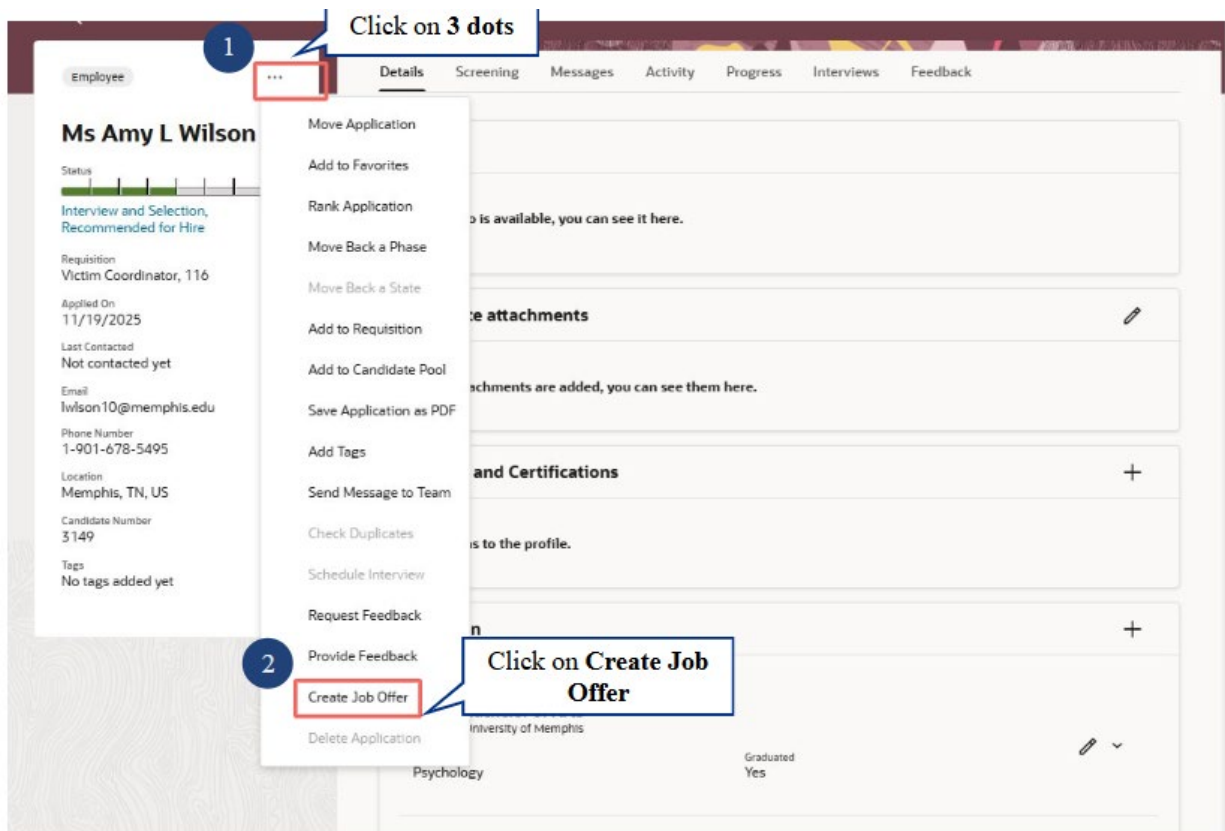 Click on 3 dots
1
Employee
...
Details Screening Messages Activity Progress Interviews Feedback
Ms Amy L Wilson
Status
Interview and Selection,
Recommended for Hire
Requisition
Victim Coordinator, 116
Applied On
11/19/2025
Last Contacted
Not contacted yet
Email
lwlson10@memphis.edu
Phone Number
1-901-678-5495
Location
Memphis, TN, US
Candidate Number
3149
Tags
No tags added yet
Move Application
Add to Favorites
Rank Application
Move Back a Phase
Move Back a State
Add to Requisition
Add to Candidate Pool
Save Application as PDF
Add Tags
Send Message to Team
Check Duplicates
Schedule Interview
Request Feedback
Provide Feedback
2
Create Job Offer
Delete Application
Click on Create Job
Offer
is available, you can see it here.
attachments
are added, you can see them here.
and Certifications
to the profile.
University of Memphis
Psychology
Graduated
Yes